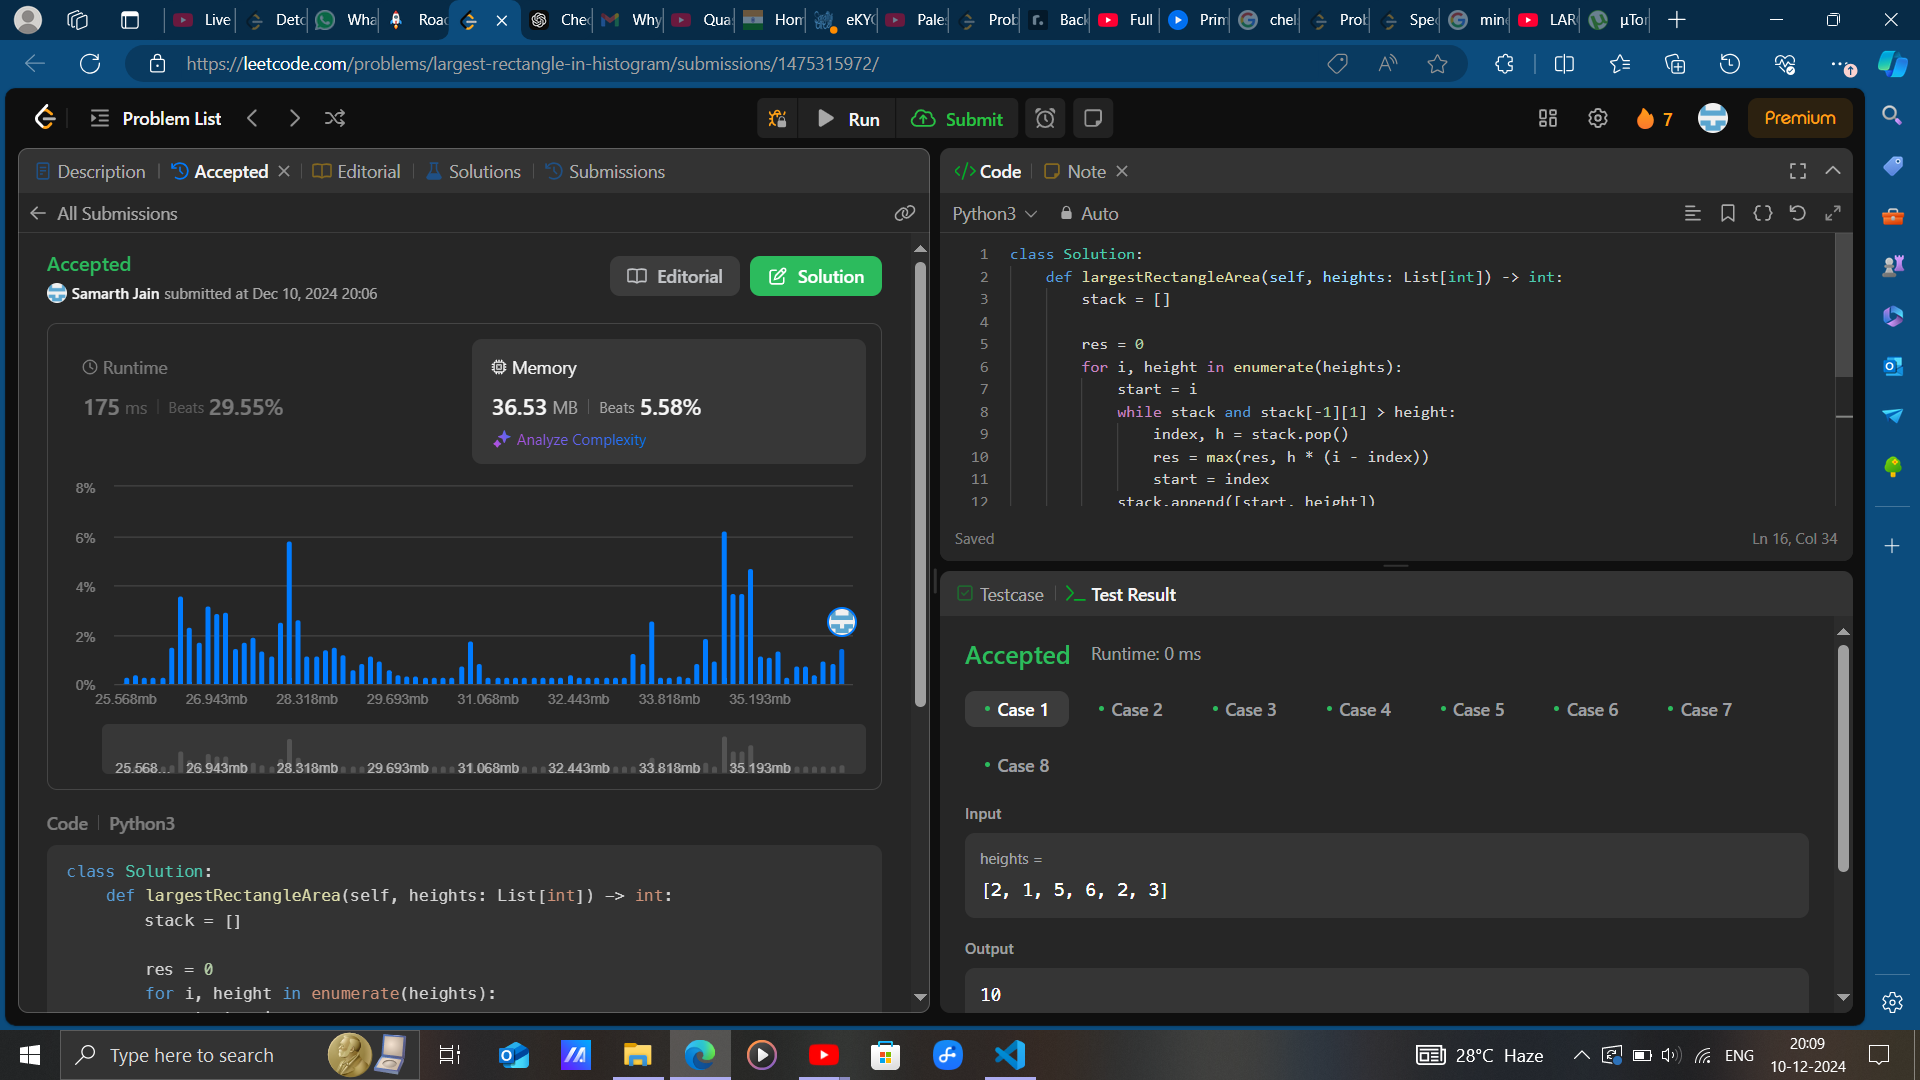 Live
Detc
Wha
Roac
Chec
Why
Qua
Hom
eKY
Pale
Prob
Back
Full
Prim
chel
Prob
Spec
mine
LAR
µTor
https://leetcode.com/problems/largest-rectangle-in-histogram/submissions/1475315972/
Problem List
Run
Submit
7
Premium
Description
Accepted
Editorial
Solutions
Submissions
All Submissions
Accepted
Samarth Jain submitted at Dec 10, 2024 20:06
Editorial
Solution
Runtime
175 ms
Beats 29.55%
Memory
36.53 MB
Beats 5.58%
Analyze Complexity
8%
6%
4%
2%
0%
25.568mb 26.943mb 28.318mb 29.693mb 31.068mb 32.443mb 33.818mb 35.193mb
25.568... 26.943mb 28.318mb 29.693mb 31.068mb 32.443mb 33.818mb 35.193mb
Code
Python3
class Solution:
    def largestRectangleArea(self, heights: List[int]) -> int:
        stack = []
        res = 0
        for i, height in enumerate(heights):
</> Code
Note
Python3
Auto
1 class Solution:
2     def largestRectangleArea(self, heights: List[int]) -> int:
3         stack = []
4
5         res = 0
6         for i, height in enumerate(heights):
7             start = i
8             while stack and stack[-1][1] > height:
9                 index, h = stack.pop()
10                 res = max(res, h * (i - index))
11                 start = index
12             stack.append([start, height])
Saved
Ln 16, Col 34
Testcase
Test Result
Accepted
Runtime: 0 ms
Case 1
Case 2
Case 3
Case 4
Case 5
Case 6
Case 7
Case 8
Input
heights =
[2, 1, 5, 6, 2, 3]
Output
10
Type here to search
28°C Haze
ENG
20:09
10-12-2024